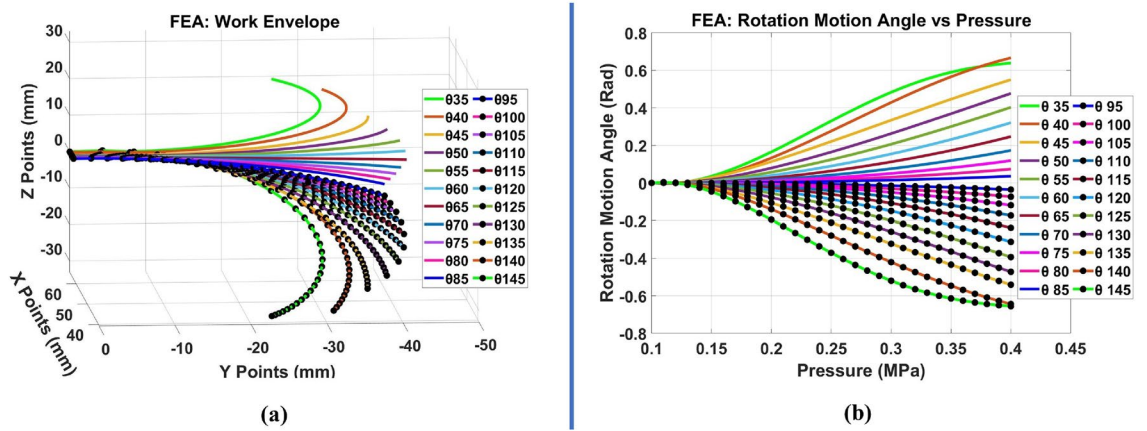 FEA: Work Envelope
30
20
10
0
-10
-20
-30
Z Points (mm)
X Points (mm)
60
50
40
0
-10
-20
-30
-40
-50
Y Points (mm)
θ35 θ95
θ40 θ100
θ45 θ105
θ50 θ110
θ55 θ115
θ60 θ120
θ65 θ125
θ70 θ130
θ75 θ135
θ80 θ140
θ85 θ145
(a)
FEA: Rotation Motion Angle vs Pressure
0.8
0.6
0.4
0.2
0
-0.2
-0.4
-0.6
-0.8
Rotation Motion Angle (Rad)
0.1 0.15 0.2 0.25 0.3 0.35 0.4 0.45
Pressure (MPa)
θ 35 θ 95
θ 40 θ 100
θ 45 θ 105
θ 50 θ 110
θ 55 θ 115
θ 60 θ 120
θ 65 θ 125
θ 70 θ 130
θ 75 θ 135
θ 80 θ 140
θ 85 θ 145
(b)